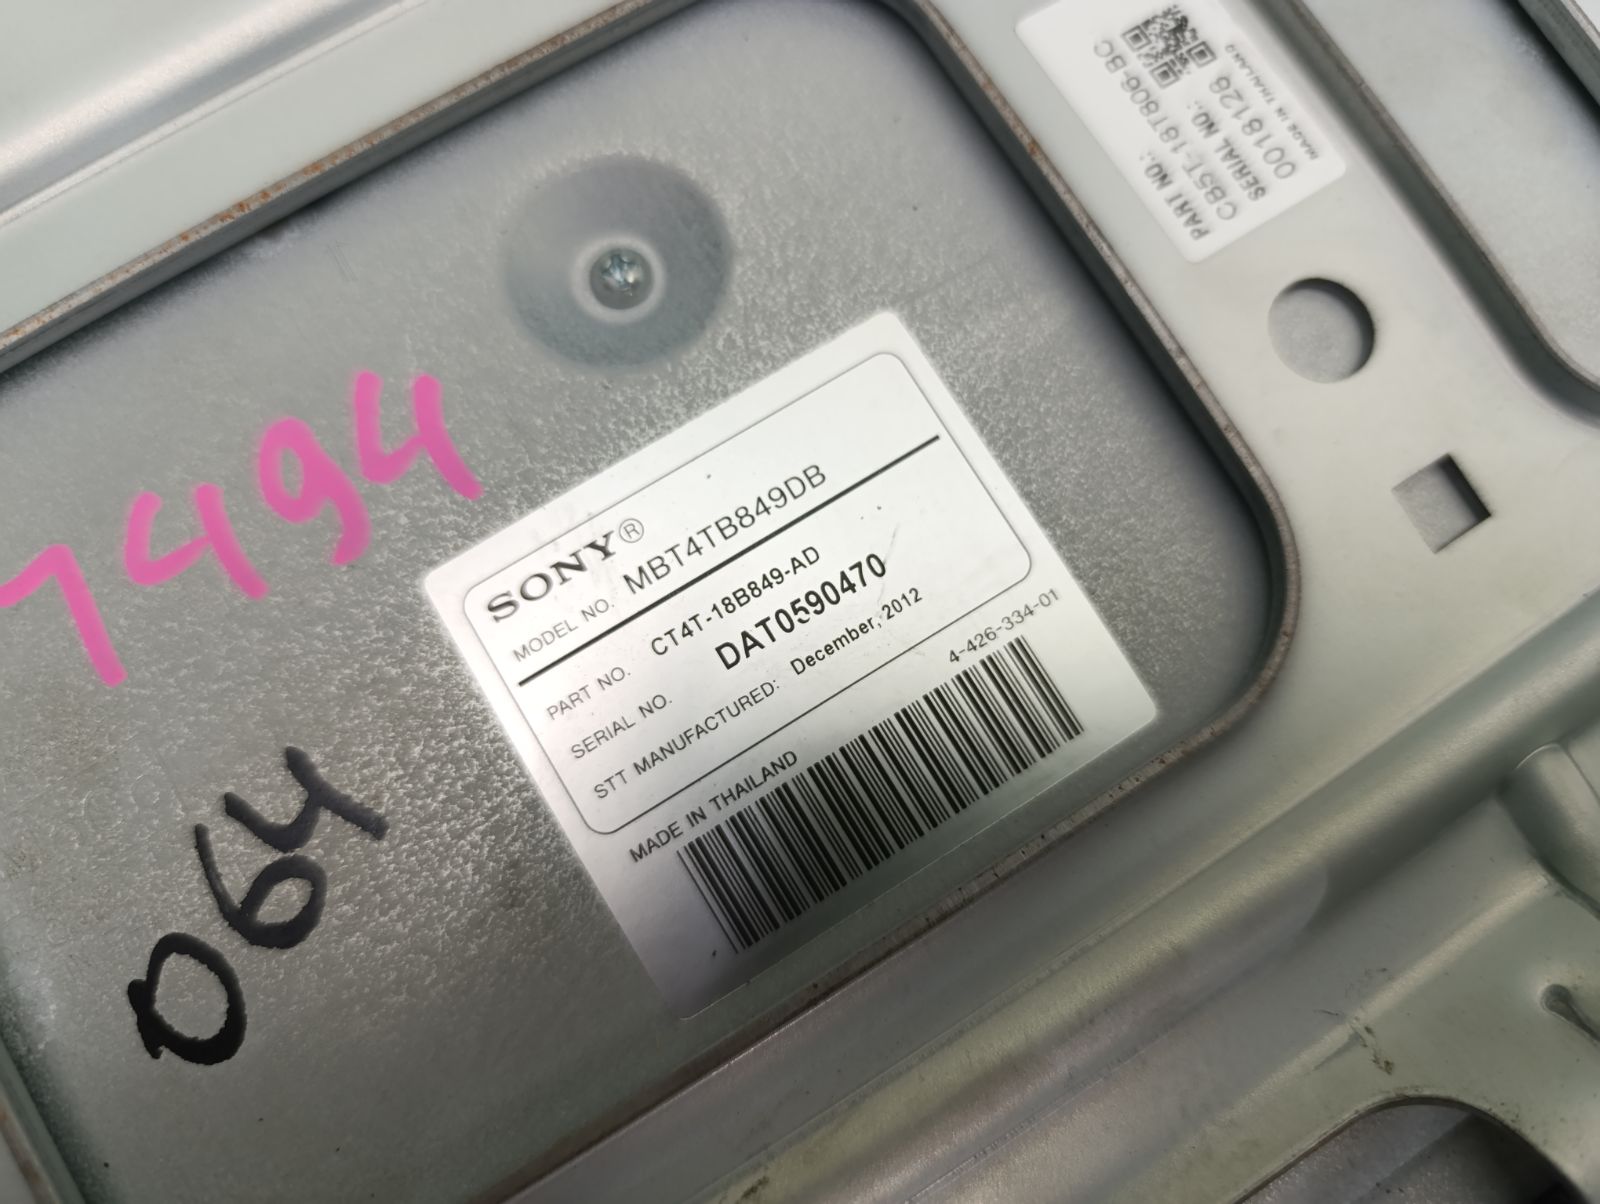 PART NO.:
CB5T-18T806-BC
SERIAL NO.:
00118128
MADE IN THAILAND
7494
SONY®
MODEL NO. MBT4TB849DB
PART NO. CT4T-18B849-AD
SERIAL NO. DAT0590470
STT MANUFACTURED: December, 2012
MADE IN THAILAND 4-426-334-01
064